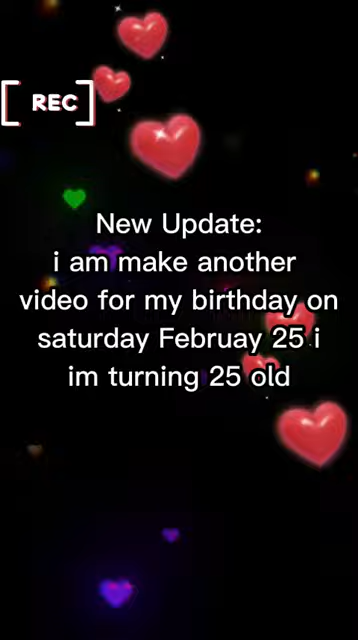 REC
New Update:
i am make another
video for my birthday on
saturday Februay 25 i
im turning 25 old